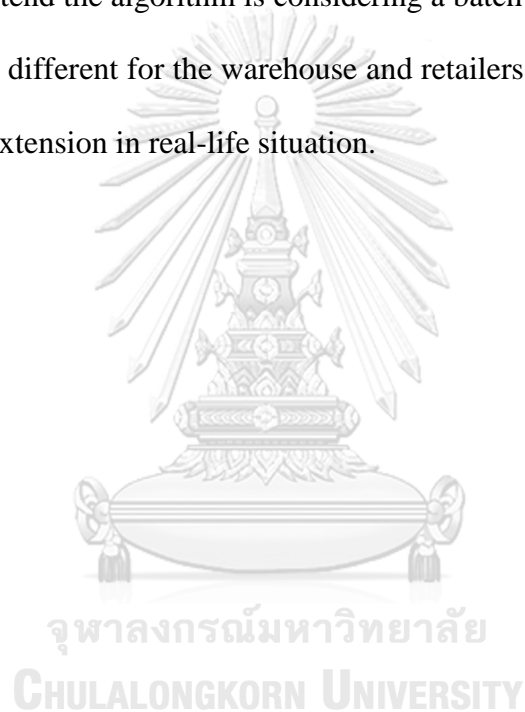 tend the algorithm is considering a batch
different for the warehouse and retailers
xtension in real-life situation.
จุฬาลงกรณ์มหาวิทยาลัย
CHULALONGKORN UNIVERSITY